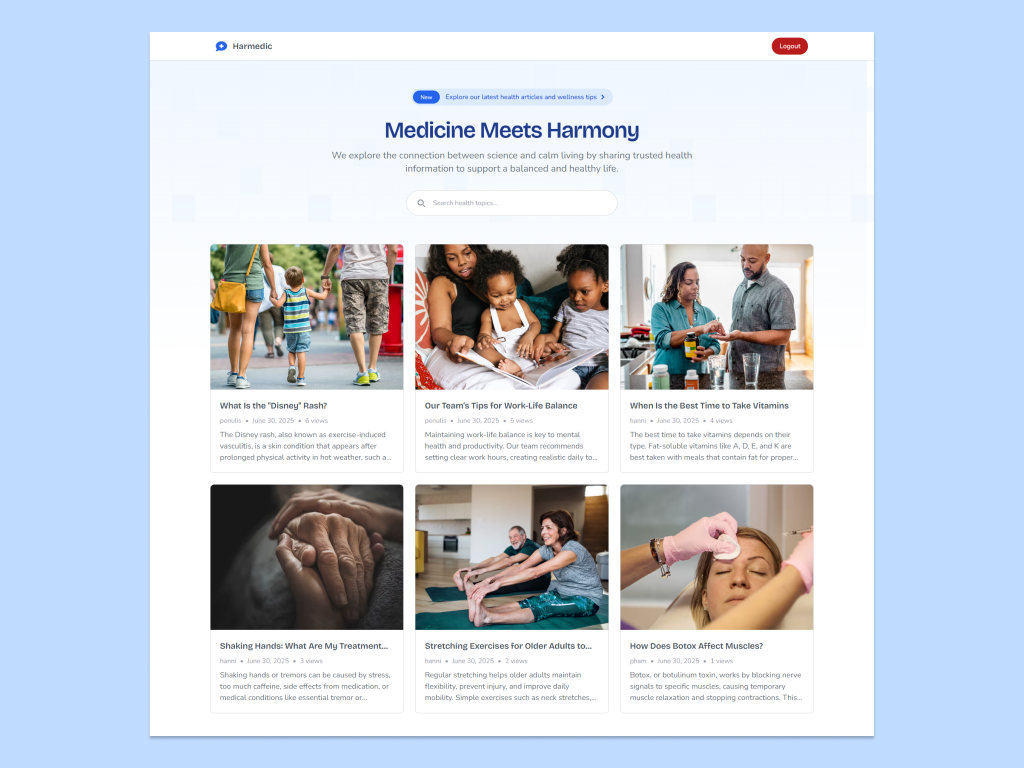 Harmedic
Logout
New Explore our latest health articles and wellness tips
Medicine Meets Harmony
We explore the connection between science and calm living by sharing trusted health
information to support a balanced and healthy life.
Search health topics...
What Is the "Disney" Rash?
penulis • June 30, 2025 • 6 views
The Disney rash, also known as exercise-induced
vasculitis, is a skin condition that appears after
prolonged physical activity in hot weather, such a...
Our Team's Tips for Work-Life Balance
penulis • June 30, 2025 • 5 views
Maintaining work-life balance is key to mental
health and productivity. Our team recommends
setting clear work hours, creating realistic daily to...
When Is the Best Time to Take Vitamins
hanni • June 30, 2025 • 4 views
The best time to take vitamins depends on their
type. Fat-soluble vitamins like A, D, E, and K are
best taken with meals that contain fat for proper...
Shaking Hands: What Are My Treatment...
hanni • June 30, 2025 • 3 views
Shaking hands or tremors can be caused by stress,
too much caffeine, side effects from medication, or
medical conditions like essential tremor or...
Stretching Exercises for Older Adults to...
hanni • June 30, 2025 • 2 views
Regular stretching helps older adults maintain
flexibility, prevent injury, and improve daily
mobility. Simple exercises such as neck stretches,...
How Does Botox Affect Muscles?
pham • June 30, 2025 • 1 views
Botox, or botulinum toxin, works by blocking nerve
signals to specific muscles, causing temporary
muscle relaxation and stopping contractions. This...